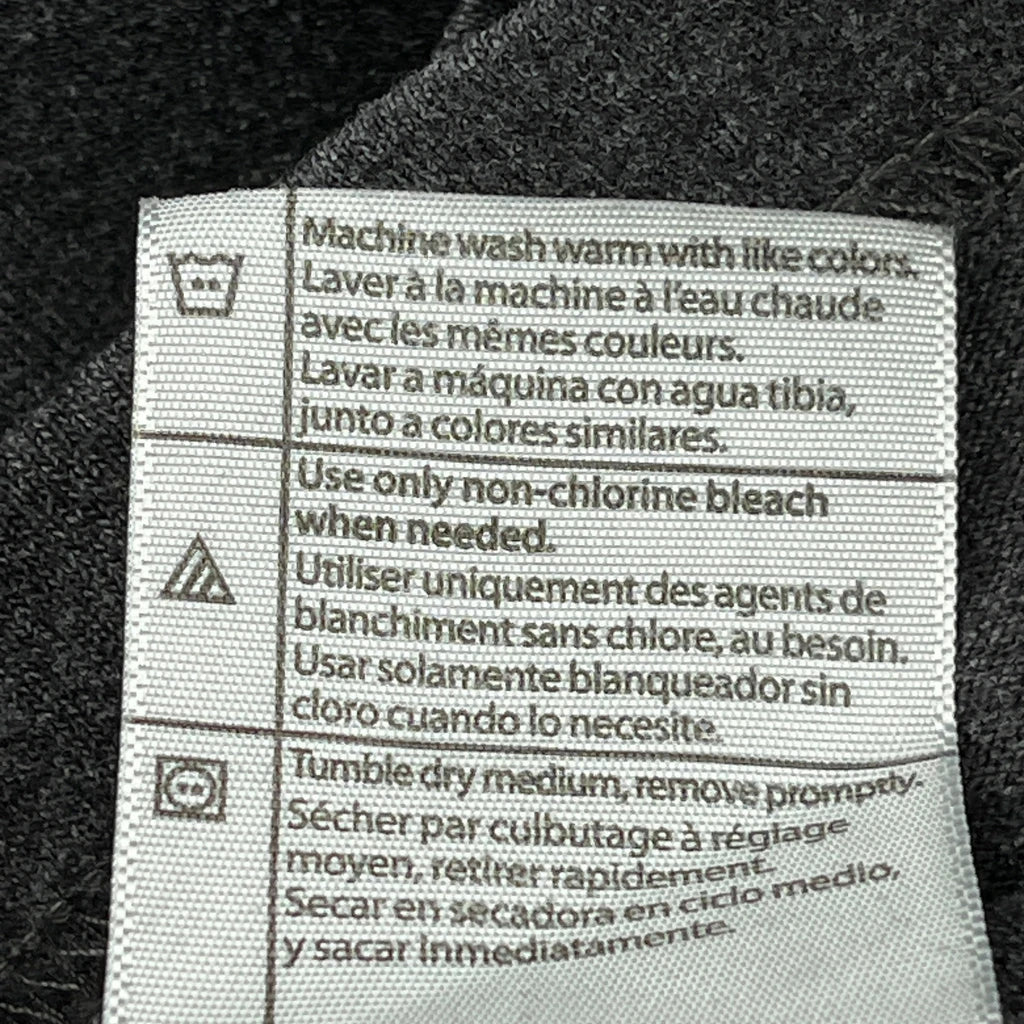 Machine wash warm with like colors.
Laver à la machine à l'eau chaude
avec les mêmes couleurs.
Lavar a máquina con agua tibia,
junto a colores similares.
Use only non-chlorine bleach
when needed.
Utiliser uniquement des agents de
blanchiment sans chlore, au besoin.
Usar solamente blanqueador sin
cloro cuando lo necesite.
Tumble dry medium, remove promptly.
Sécher par culbutage à réglage
moyen, retirer rapidement.
Secar en secadora en ciclo medio,
y sacar inmediatamente.